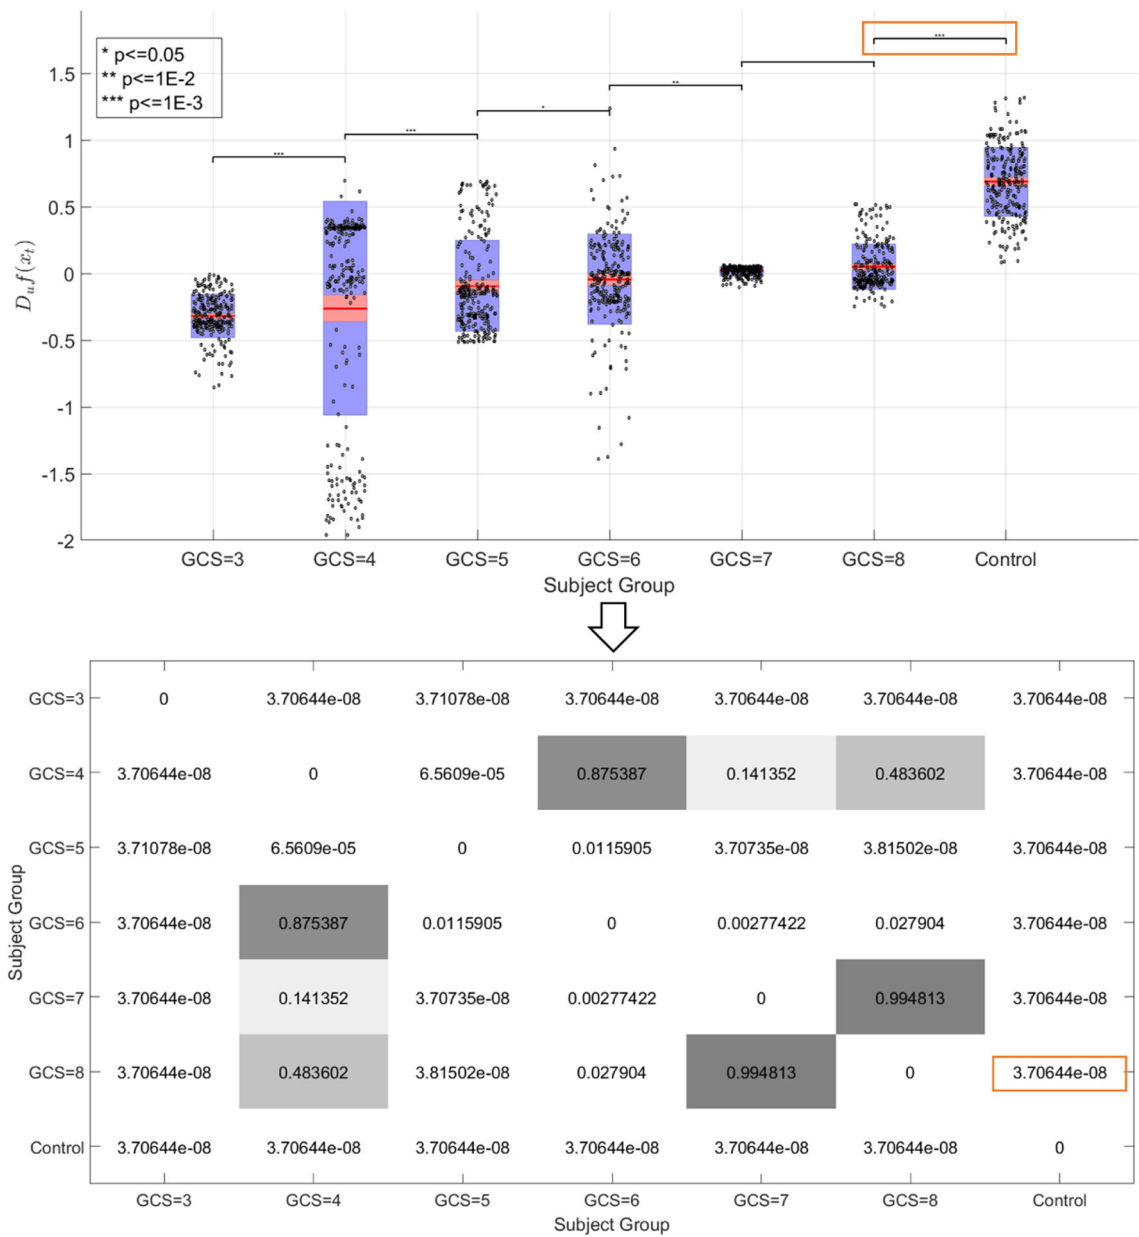 * p<=0.05
** p<=1E-2
*** p<=1E-3
*** *** * ** ***
1.5
1
0.5
0
-0.5
-1
-1.5
-2
D_u f(x_t)
GCS=3 GCS=4 GCS=5 GCS=6 GCS=7 GCS=8 Control
Subject Group
GCS=3 0 3.70644e-08 3.71078e-08 3.70644e-08 3.70644e-08 3.70644e-08 3.70644e-08
GCS=4 3.70644e-08 0 6.5609e-05 0.875387 0.141352 0.483602 3.70644e-08
GCS=5 3.71078e-08 6.5609e-05 0 0.0115905 3.70735e-08 3.81502e-08 3.70644e-08
GCS=6 3.70644e-08 0.875387 0.0115905 0 0.00277422 0.027904 3.70644e-08
GCS=7 3.70644e-08 0.141352 3.70735e-08 0.00277422 0 0.994813 3.70644e-08
GCS=8 3.70644e-08 0.483602 3.81502e-08 0.027904 0.994813 0 3.70644e-08
Control 3.70644e-08 3.70644e-08 3.70644e-08 3.70644e-08 3.70644e-08 3.70644e-08 0
Subject Group
GCS=3 GCS=4 GCS=5 GCS=6 GCS=7 GCS=8 Control
Subject Group